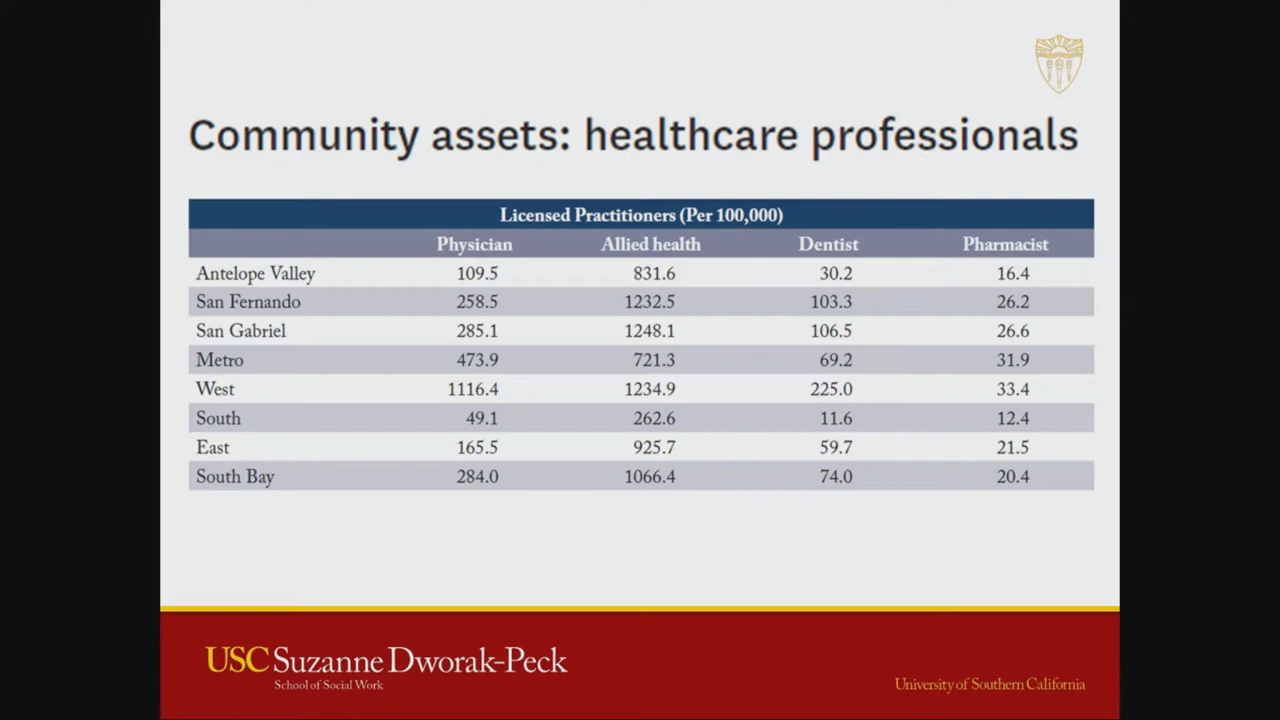 Community assets: healthcare professionals
Licensed Practitioners (Per 100,000)
Physician Allied health Dentist Pharmacist
Antelope Valley 109.5 831.6 30.2 16.4
San Fernando 258.5 1232.5 103.3 26.2
San Gabriel 285.1 1248.1 106.5 26.6
Metro 473.9 721.3 69.2 31.9
West 1116.4 1234.9 225.0 33.4
South 49.1 262.6 11.6 12.4
East 165.5 925.7 59.7 21.5
South Bay 284.0 1066.4 74.0 20.4
USC Suzanne Dworak-Peck
School of Social Work
University of Southern California